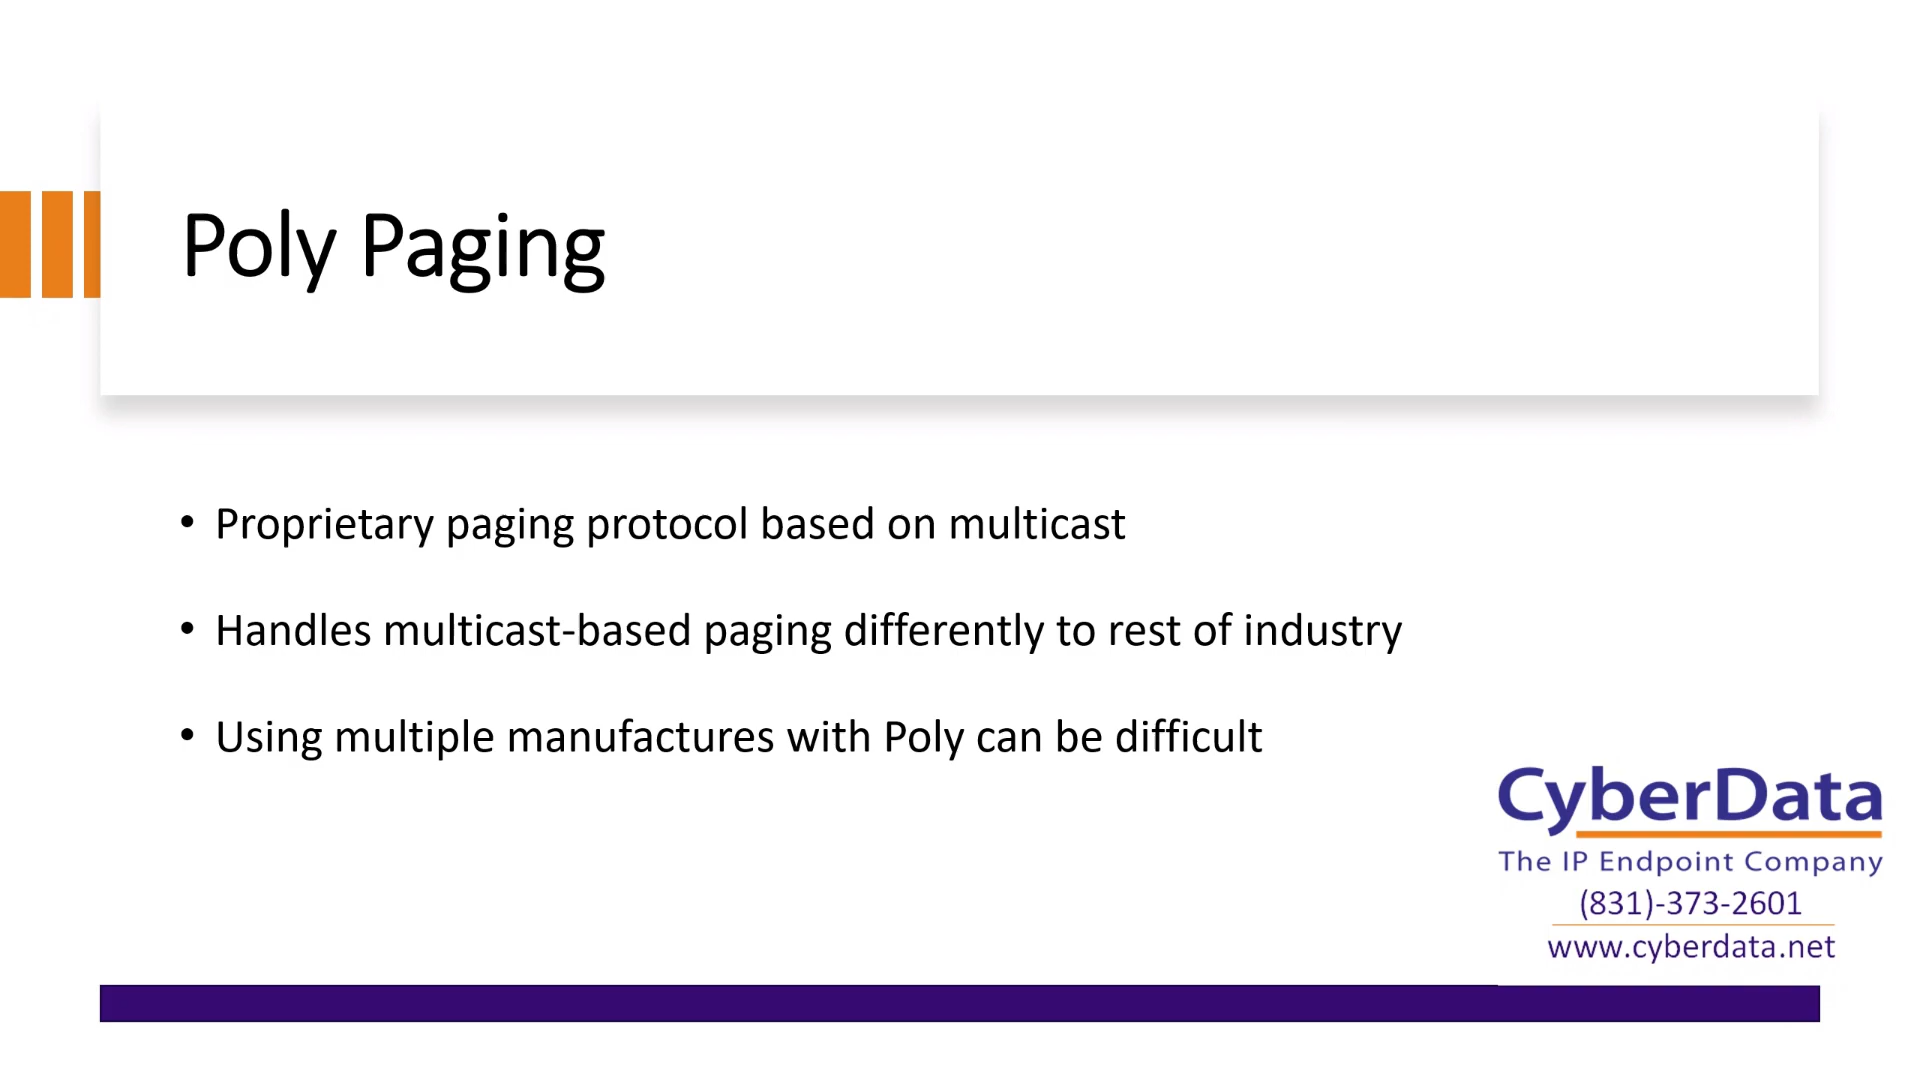 Poly Paging
• Proprietary paging protocol based on multicast
• Handles multicast-based paging differently to rest of industry
• Using multiple manufactures with Poly can be difficult
CyberData
The IP Endpoint Company
(831)-373-2601
www.cyberdata.net